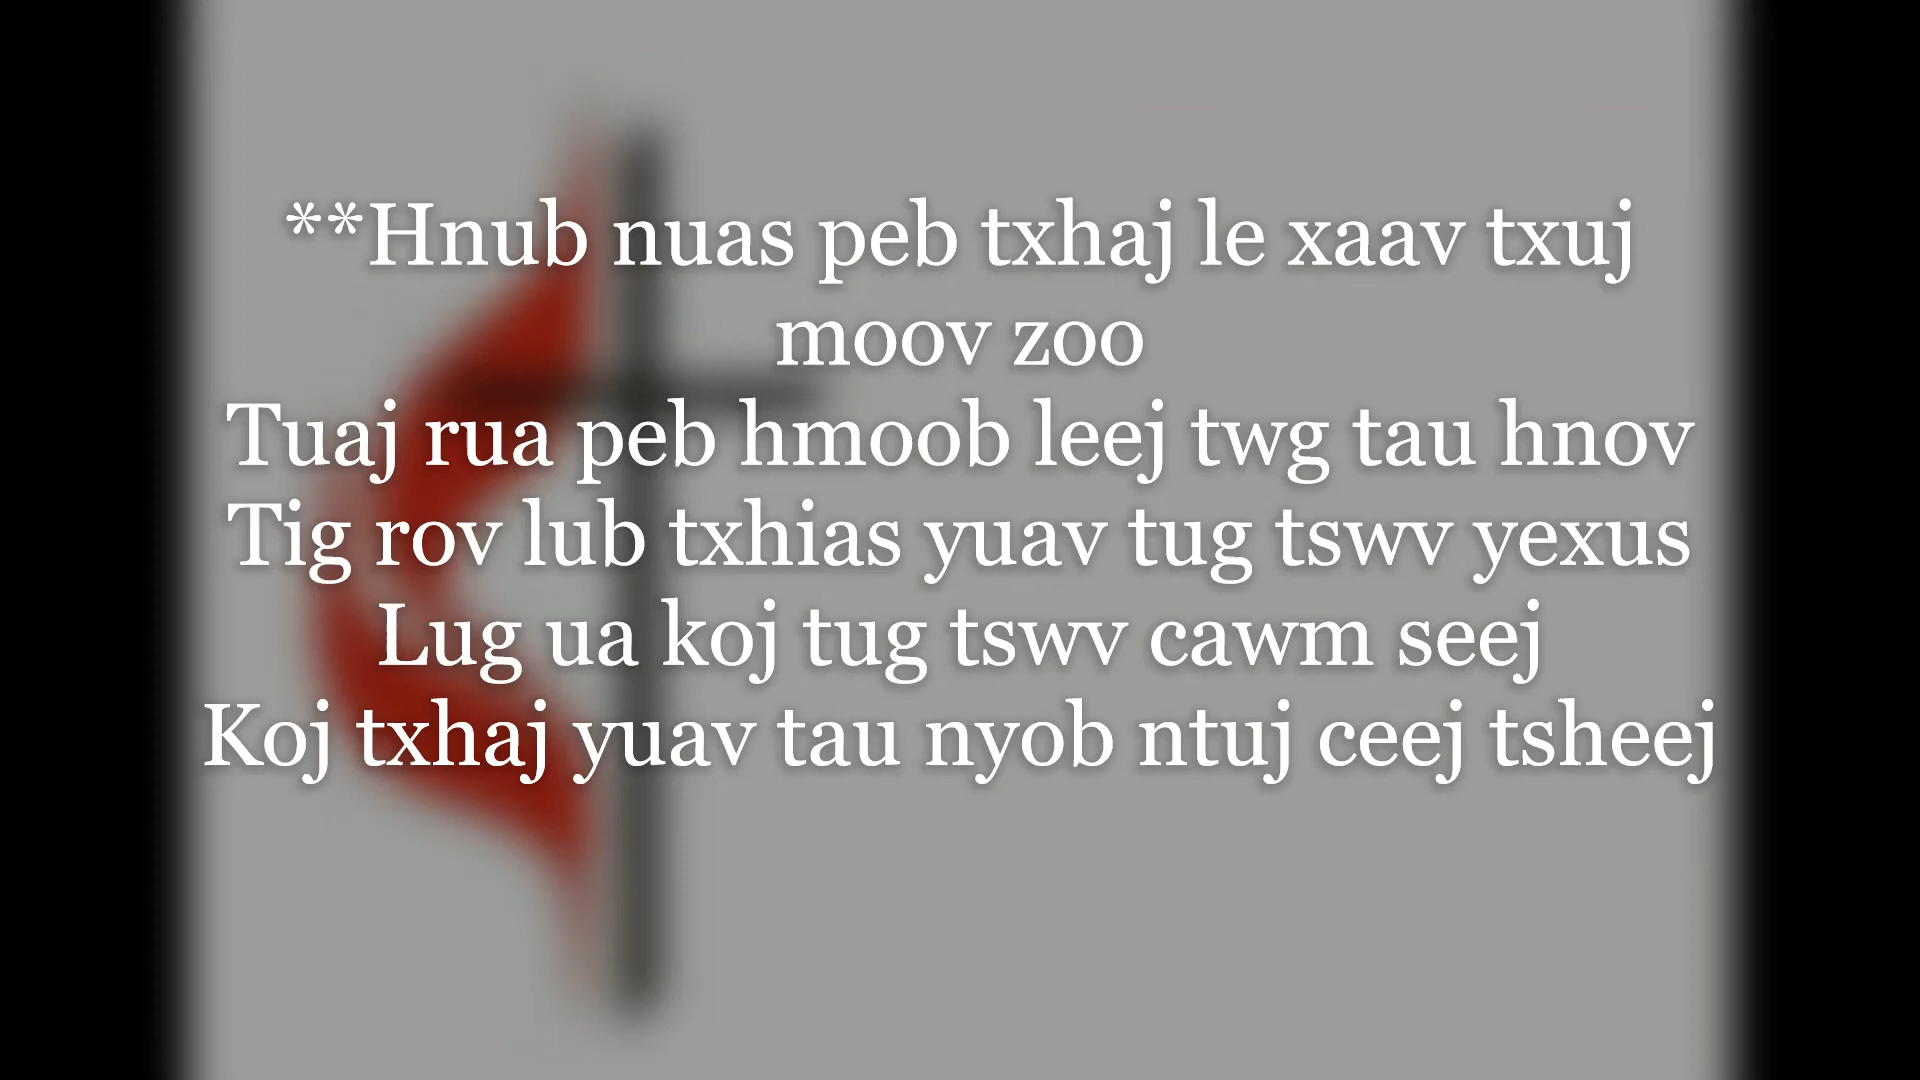 **Hnub nuas peb txhaj le xaav txuj
moov zoo
Tuaj rua peb hmoob leej twg tau hnov
Tig rov lub txhias yuav tug tswv yexus
Lug ua koj tug tswv cawm seej
Koj txhaj yuav tau nyob ntuj ceej tsheej